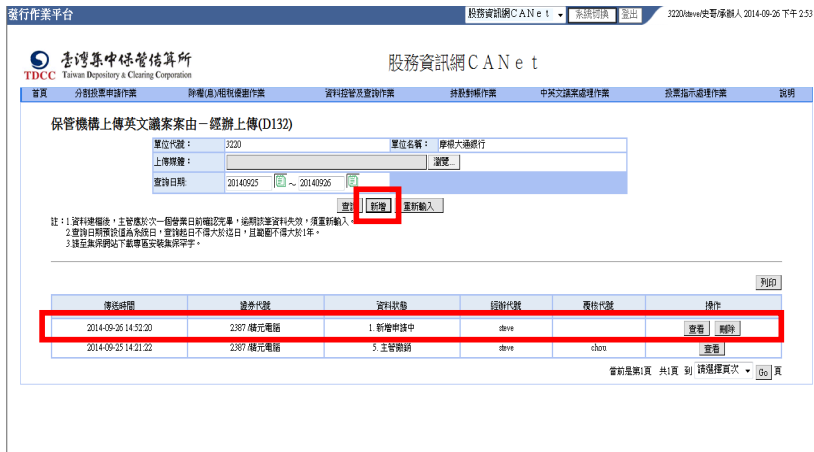 發行作業平台 股務資訊網CANet 系統切換 登出 3220/steve/史哥/承辦人 2014-09-26 下午 2:53
臺灣集中保管結算所
TDCC Taiwan Depository & Clearing Corporation
股務資訊網CANet
首頁 分割投票申請作業 除權(息)/租稅優惠作業 資料控管及查詢作業 持股對帳作業 中英文議案處理作業 投票指示處理作業 說明
保管機構上傳英文議案案由－經辦上傳(D132)
單位代號： 3220 單位名稱： 摩根大通銀行
上傳媒體： 瀏覽...
查詢日期: 20140925 ～ 20140926
查詢 新增 重新輸入
註：1.資料建檔後，主管應於次一個營業日前確認完畢，逾期該筆資料失效，須重新輸入。
2.查詢日期預設值為系統日，查詢起日不得大於迄日，且範圍不得大於1年。
3.請至集保網站下載專區安裝集保罕字。
列印
傳送時間 證券代號 資料狀態 經辦代號 覆核代號 操作
2014-09-26 14:52:20 2387 /精元電腦 1. 新增申請中 steve 查看 刪除
2014-09-25 14:21:22 2387 /精元電腦 5. 主管撤銷 steve chou 查看
當前是第1頁 共1頁 到 請選擇頁次 Go 頁